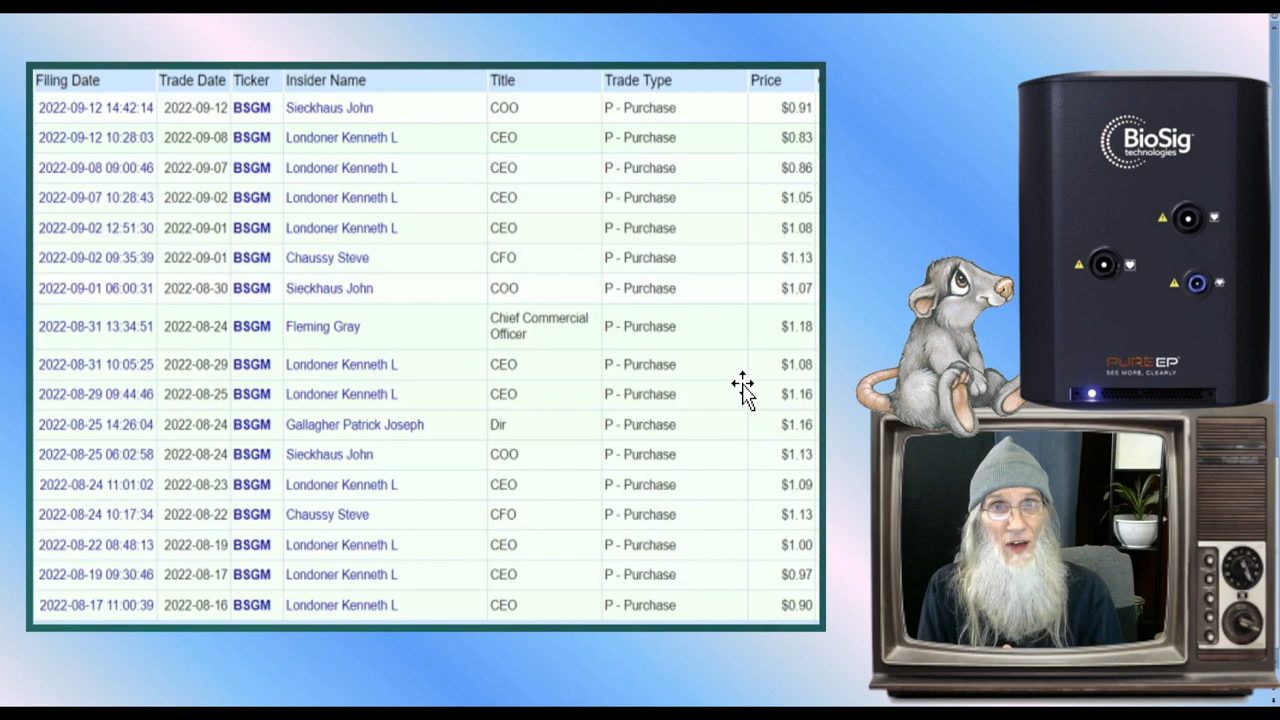 Filing Date Trade Date Ticker Insider Name Title Trade Type Price
2022-09-12 14:42:14 2022-09-12 BSGM Sieckhaus John COO P - Purchase $0.91
2022-09-12 10:28:03 2022-09-08 BSGM Londoner Kenneth L CEO P - Purchase $0.83
2022-09-08 09:00:46 2022-09-07 BSGM Londoner Kenneth L CEO P - Purchase $0.86
2022-09-07 10:28:43 2022-09-02 BSGM Londoner Kenneth L CEO P - Purchase $1.05
2022-09-02 12:51:30 2022-09-01 BSGM Londoner Kenneth L CEO P - Purchase $1.08
2022-09-02 09:35:39 2022-09-01 BSGM Chaussy Steve CFO P - Purchase $1.13
2022-09-01 06:00:31 2022-08-30 BSGM Sieckhaus John COO P - Purchase $1.07
2022-08-31 13:34:51 2022-08-24 BSGM Fleming Gray Chief Commercial Officer P - Purchase $1.18
2022-08-31 10:05:25 2022-08-29 BSGM Londoner Kenneth L CEO P - Purchase $1.08
2022-08-29 09:44:46 2022-08-25 BSGM Londoner Kenneth L CEO P - Purchase $1.16
2022-08-25 14:26:04 2022-08-24 BSGM Gallagher Patrick Joseph Dir P - Purchase $1.16
2022-08-25 06:02:58 2022-08-24 BSGM Sieckhaus John COO P - Purchase $1.13
2022-08-24 11:01:02 2022-08-23 BSGM Londoner Kenneth L CEO P - Purchase $1.09
2022-08-24 10:17:34 2022-08-22 BSGM Chaussy Steve CFO P - Purchase $1.13
2022-08-22 08:48:13 2022-08-19 BSGM Londoner Kenneth L CEO P - Purchase $1.00
2022-08-19 09:30:46 2022-08-17 BSGM Londoner Kenneth L CEO P - Purchase $0.97
2022-08-17 11:00:39 2022-08-16 BSGM Londoner Kenneth L CEO P - Purchase $0.90
BioSig
technologies
PURE EP
SEE MORE, CLEARLY